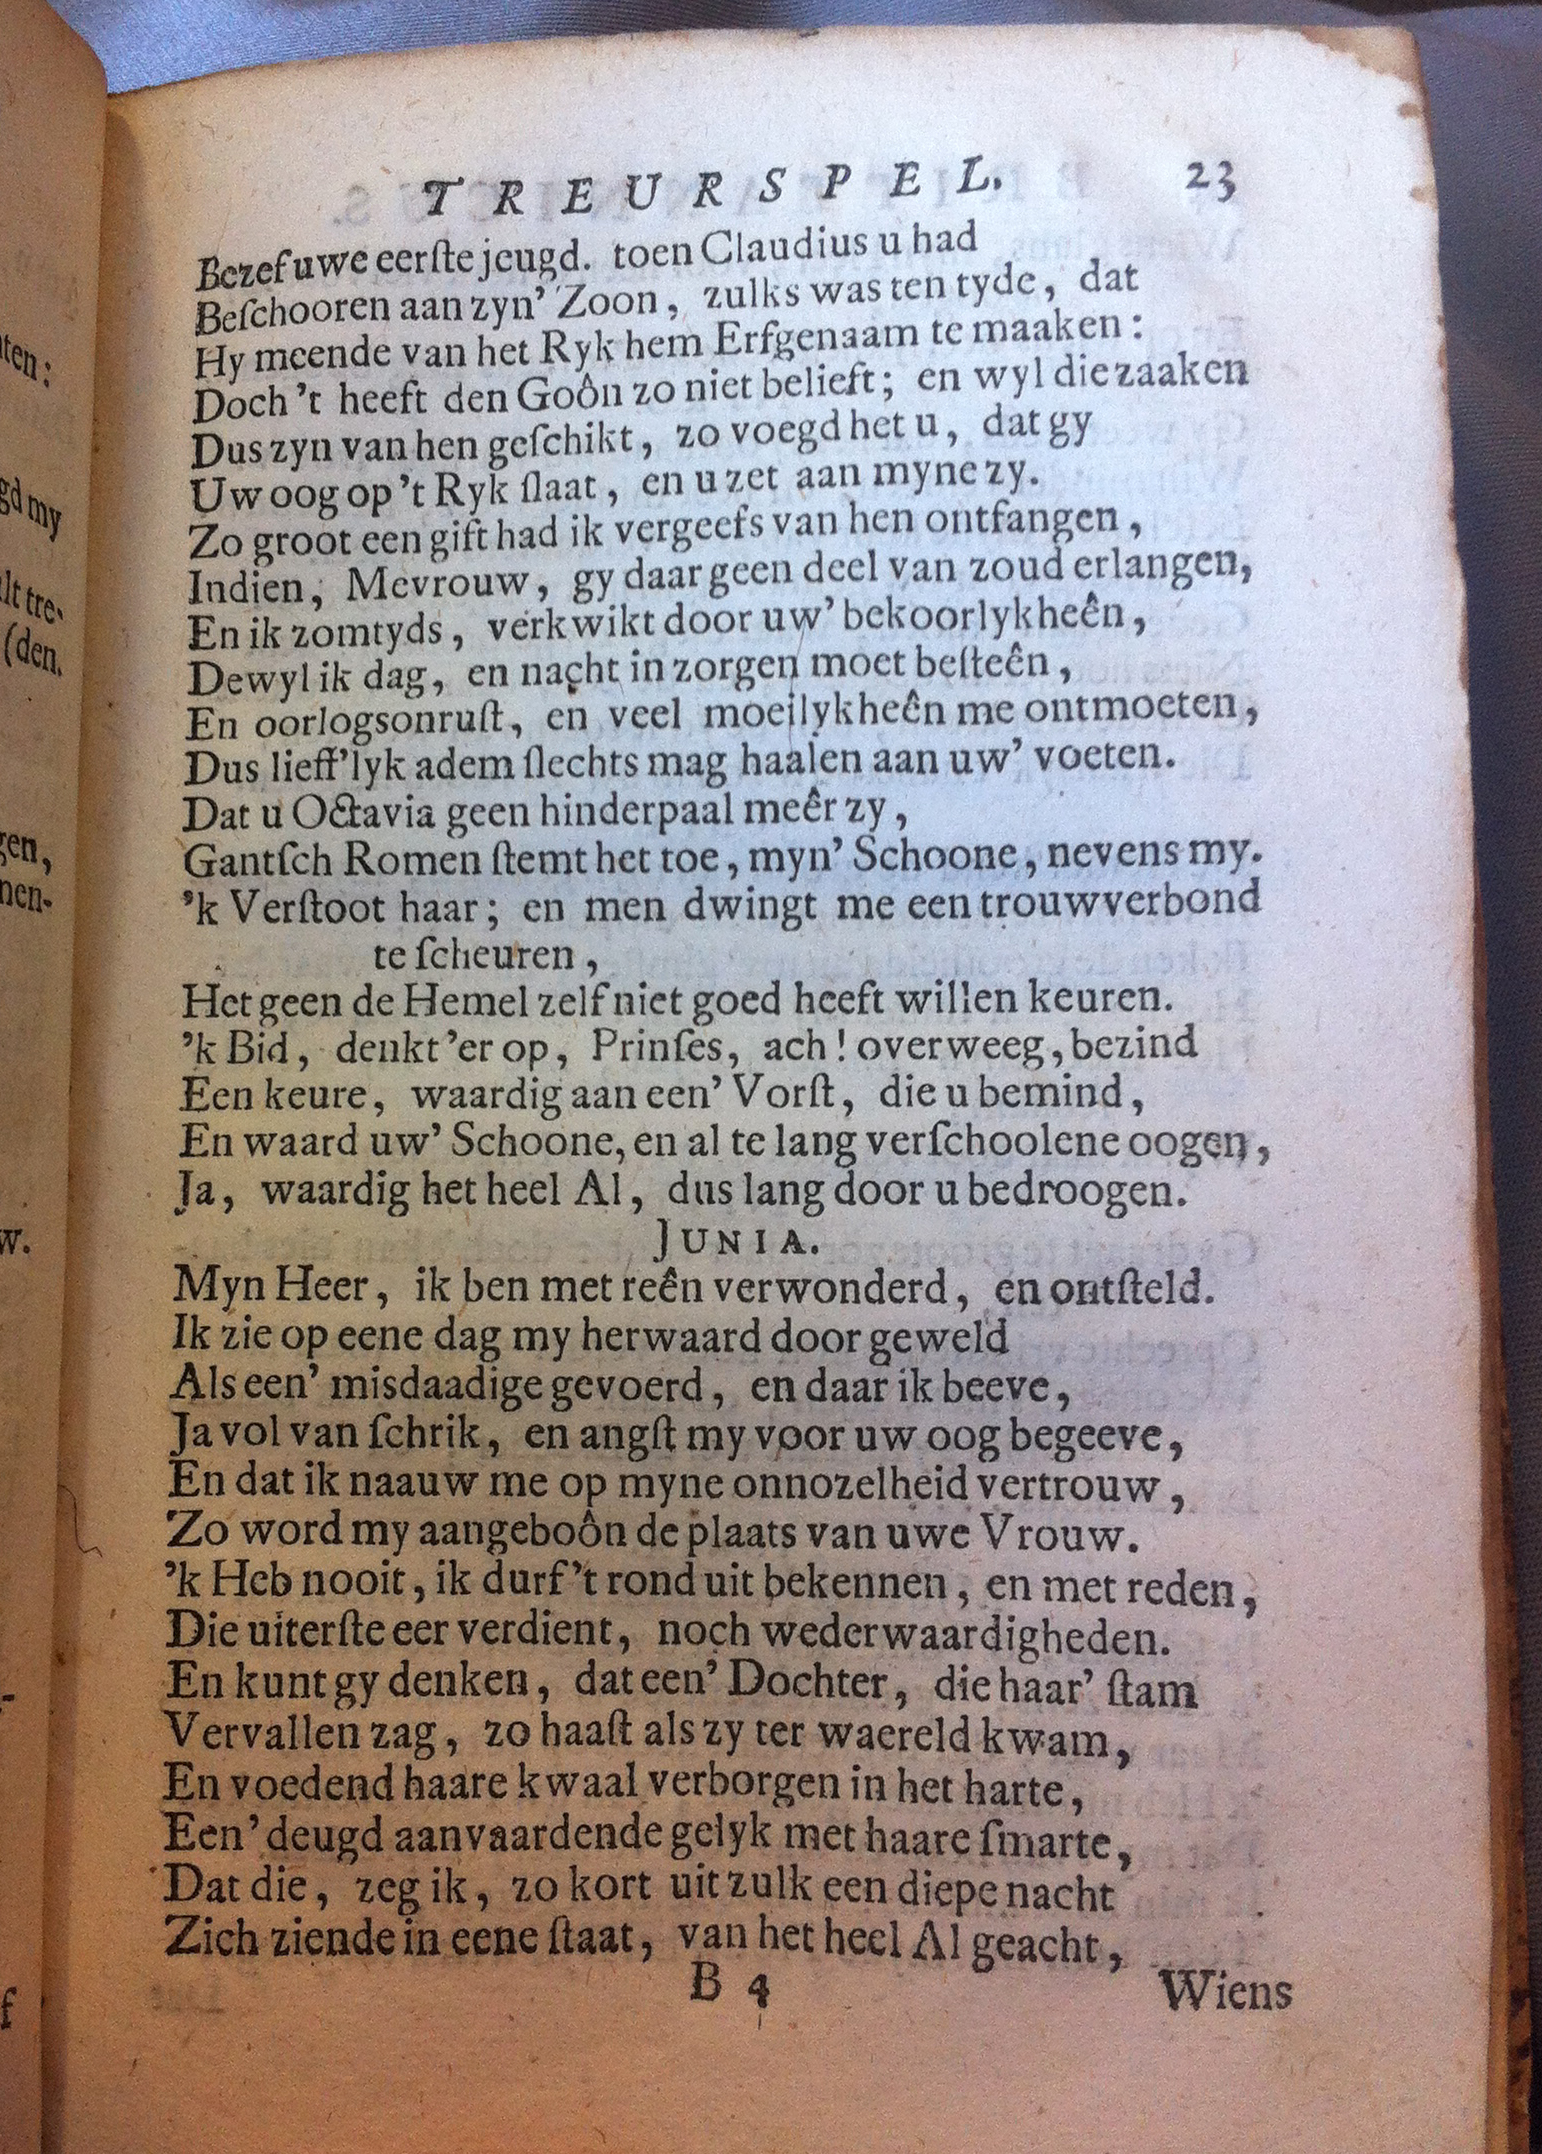 TREURSPEL. 23
Bezef uwe eerſte jeugd. toen Claudius u had
Beſchooren aan zyn’ Zoon, zulks was ten tyde, dat
Hy meende van het Ryk hem Erfgenaam te maaken:
Doch ’t heeft den Goôn zo niet belieft; en wyl die zaaken
Dus zyn van hen geſchikt, zo voegd het u, dat gy
Uw oog op ’t Ryk ſlaat, en u zet aan myne zy.
Zo groot een gift had ik vergeefs van hen ontfangen,
Indien, Mevrouw, gy daar geen deel van zoud erlangen,
En ik zomtyds, verkwikt door uw’ bekoorlykheên,
Dewyl ik dag, en nacht in zorgen moet beſteên,
En oorlogsonruſt, en veel moeilykheên me ontmoeten,
Dus lieff’lyk adem ſlechts mag haalen aan uw’ voeten.
Dat u Octavia geen hinderpaal meêr zy,
Gantſch Romen ſtemt het toe, myn’ Schoone, nevens my.
’k Verſtoot haar; en men dwingt me een trouwverbond
te ſcheuren,
Het geen de Hemel zelf niet goed heeft willen keuren.
’k Bid, denkt ’er op, Prinſes, ach! overweeg, bezind
Een keure, waardig aan een’ Vorſt, die u bemind,
En waard uw’ Schoone, en al te lang verſchoolene oogen,
Ja, waardig het heel Al, dus lang door u bedroogen.
JUNIA.
Myn Heer, ik ben met reên verwonderd, en ontſteld.
Ik zie op eene dag my herwaard door geweld
Als een’ misdaadige gevoerd, en daar ik beeve,
Ja vol van ſchrik, en angſt my voor uw oog begeeve,
En dat ik naauw me op myne onnozelheid vertrouw,
Zo word my aangeboôn de plaats van uwe Vrouw.
’k Heb nooit, ik durf ’t rond uit bekennen, en met reden,
Die uiterſte eer verdient, noch wederwaardigheden.
En kunt gy denken, dat een’ Dochter, die haar’ ſtam
Vervallen zag, zo haaſt als zy ter waereld kwam,
En voedend haare kwaal verborgen in het harte,
Een’ deugd aanvaardende gelyk met haare ſmarte,
Dat die, zeg ik, zo kort uit zulk een diepe nacht
Zich ziende in eene ſtaat, van het heel Al geacht,
B 4 Wiens
ten:
gd my
lt tre-
(den.
gen,
nen-
w.
-
f